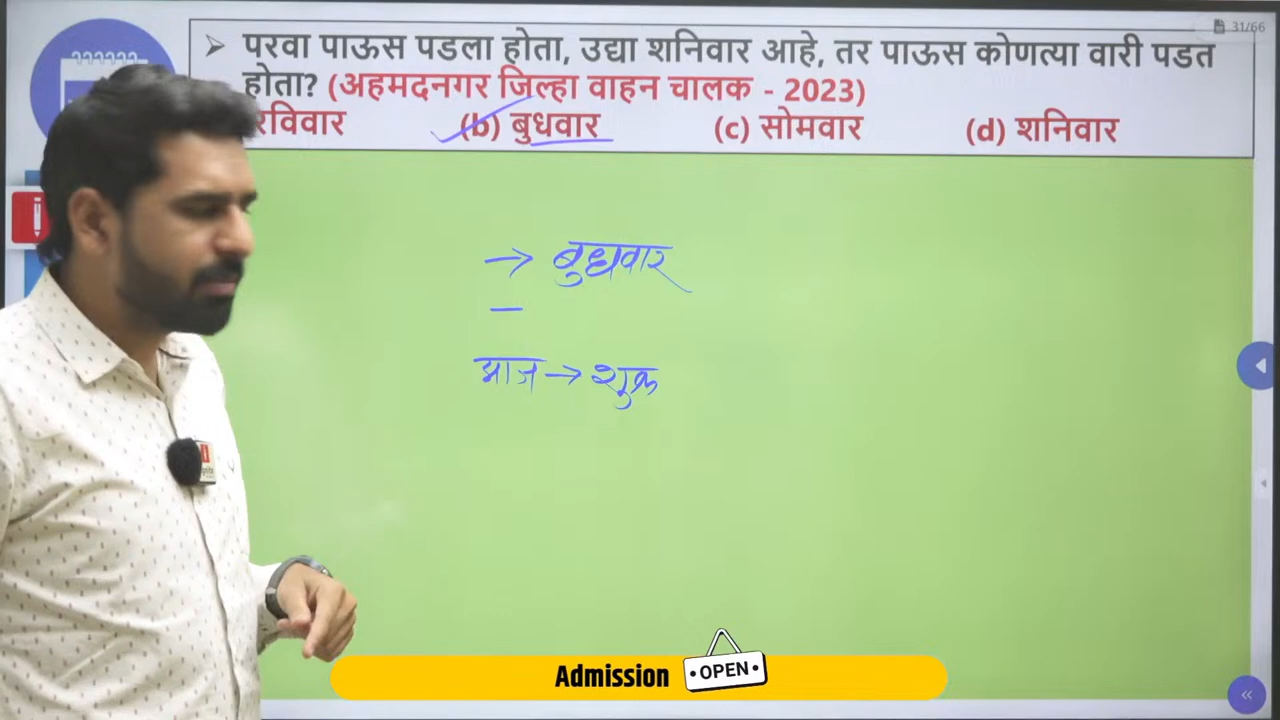 31/66
➤ परवा पाऊस पडला होता, उद्या शनिवार आहे, तर पाऊस कोणत्या वारी पडत
होता? (अहमदनगर जिल्हा वाहन चालक - 2023)
रविवार (b) बुधवार (c) सोमवार (d) शनिवार
→ बुधवार
–
आज → शुक्र
Admission OPEN